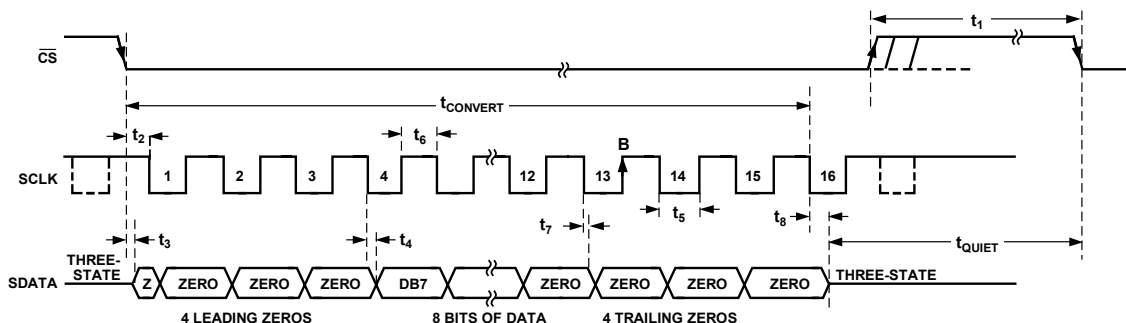 t1
CS
tCONVERT
t2
t6
B
SCLK
1 2 3 4 12 13 14 15 16
t3
t4
t7
t5
t8
tQUIET
THREE-
STATE
THREE-STATE
SDATA
Z ZERO ZERO ZERO DB7 ZERO ZERO ZERO ZERO
4 LEADING ZEROS 8 BITS OF DATA 4 TRAILING ZEROS